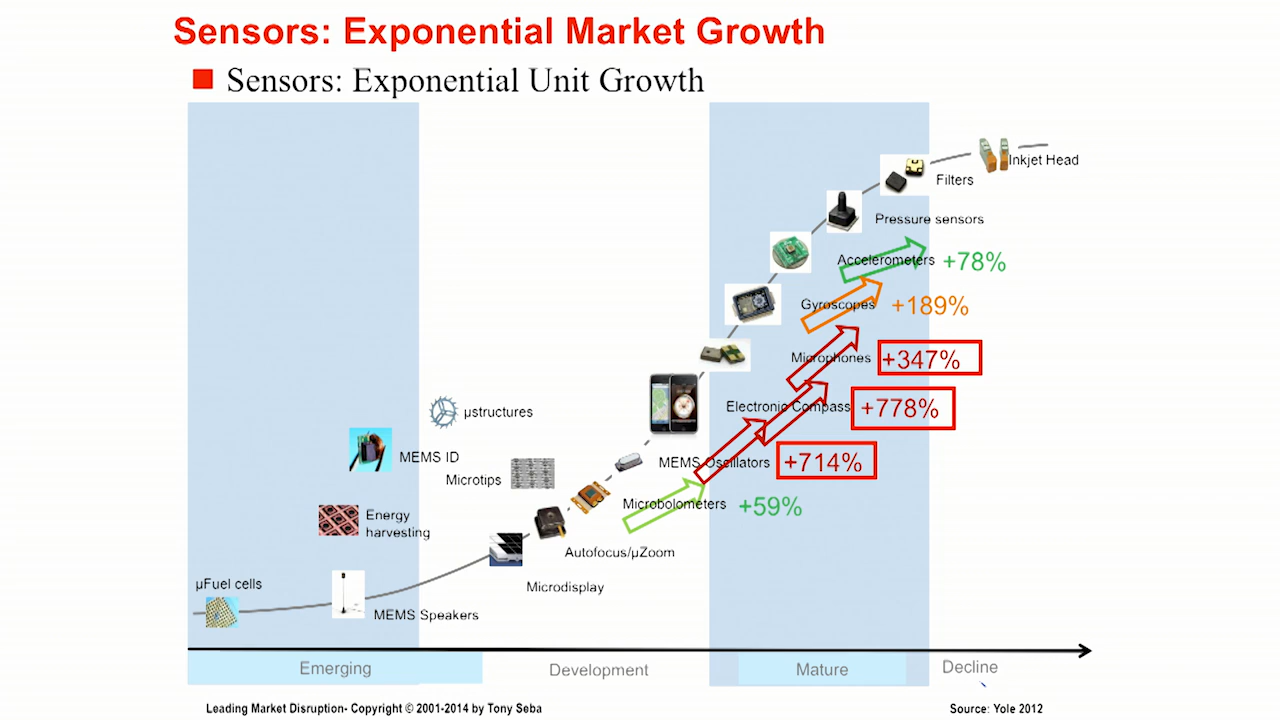 Sensors: Exponential Market Growth
Sensors: Exponential Unit Growth
Inkjet Head
Filters
Pressure sensors
Accelerometers +78%
Gyroscopes +189%
Microphones +347%
Electronic Compass +778%
µstructures
MEMS ID
MEMS Oscillators +714%
Microtips
Microbolometers +59%
Energy
harvesting
Autofocus/µZoom
µFuel cells
Microdisplay
MEMS Speakers
Emerging
Development
Mature
Decline
Leading Market Disruption- Copyright © 2001-2014 by Tony Seba
Source: Yole 2012